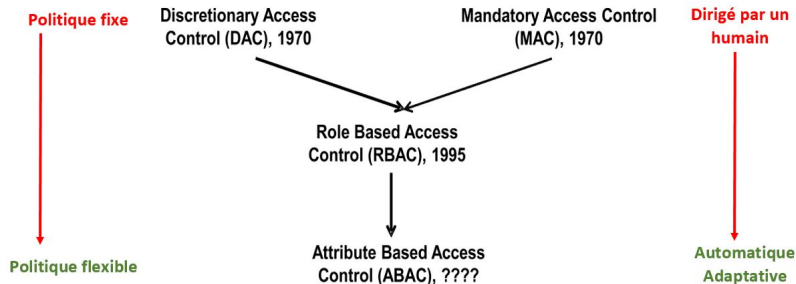 Politique fixe
Discretionary Access
Control (DAC), 1970
Mandatory Access Control
(MAC), 1970
Dirigé par un
humain
Role Based Access
Control (RBAC), 1995
Politique flexible
Attribute Based Access
Control (ABAC), ????
Automatique
Adaptative